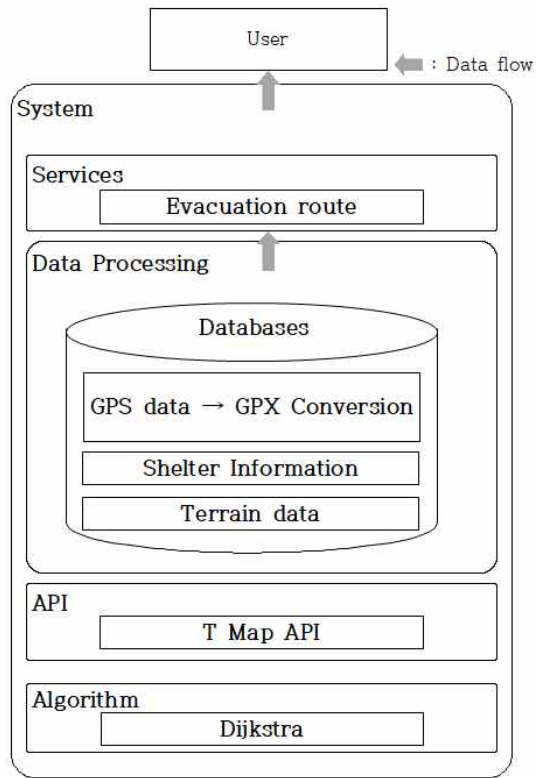 User
: Data flow
System
Services
Evacuation route
Data Processing
Databases
GPS data → GPX Conversion
Shelter Information
Terrain data
API
T Map API
Algorithm
Dijkstra